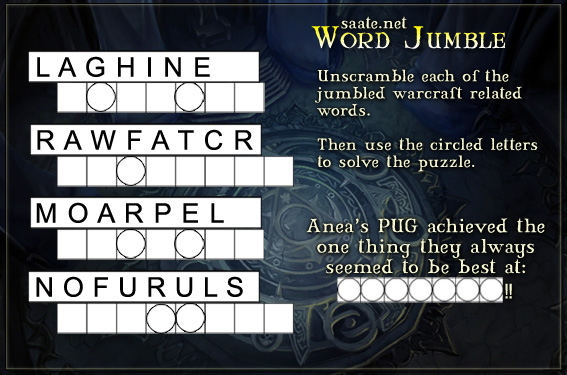 saate.net
WORD JUMBLE
LAGHINE
RAWFATCR
MOARPEL
NOFURULS
Unscramble each of the
jumbled warcraft related
words.
Then use the circled letters
to solve the puzzle.
Anea's PUG achieved the
one thing they always
seemed to be best at:
!!